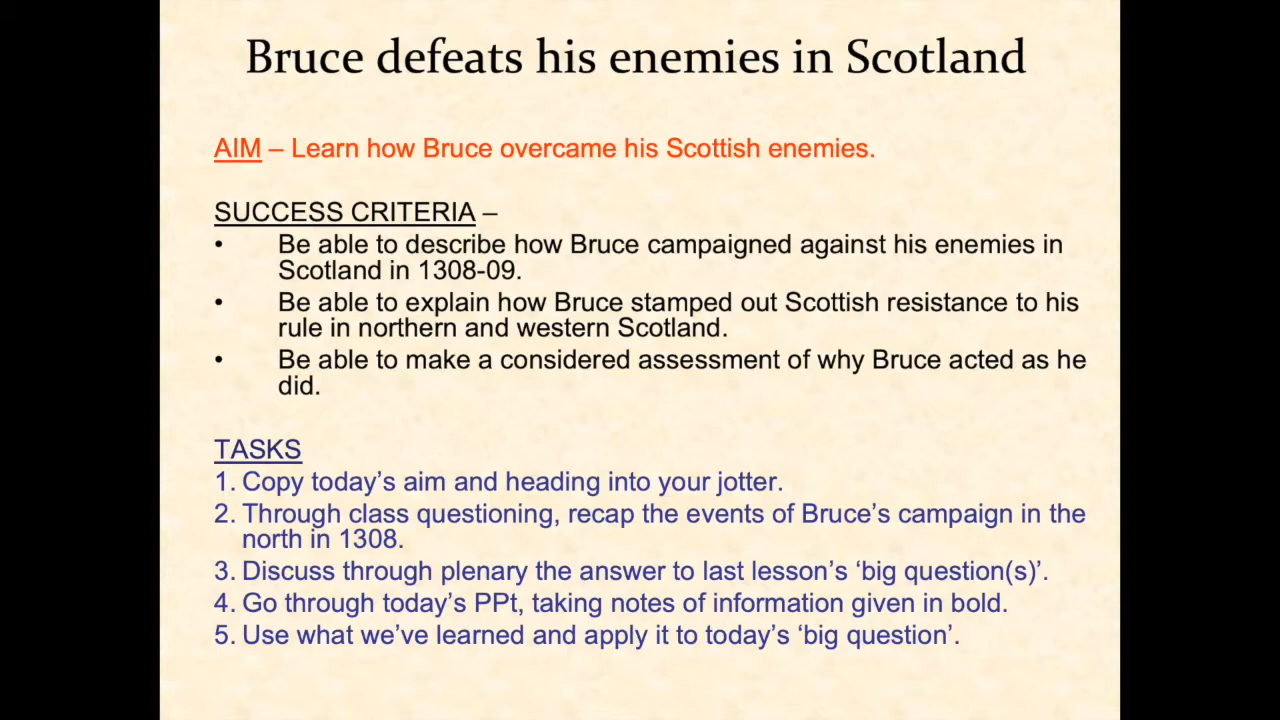 Bruce defeats his enemies in Scotland
AIM – Learn how Bruce overcame his Scottish enemies.
SUCCESS CRITERIA –
• Be able to describe how Bruce campaigned against his enemies in
Scotland in 1308-09.
• Be able to explain how Bruce stamped out Scottish resistance to his
rule in northern and western Scotland.
• Be able to make a considered assessment of why Bruce acted as he
did.
TASKS
1. Copy today’s aim and heading into your jotter.
2. Through class questioning, recap the events of Bruce’s campaign in the
north in 1308.
3. Discuss through plenary the answer to last lesson’s ‘big question(s)’.
4. Go through today’s PPt, taking notes of information given in bold.
5. Use what we’ve learned and apply it to today’s ‘big question’.